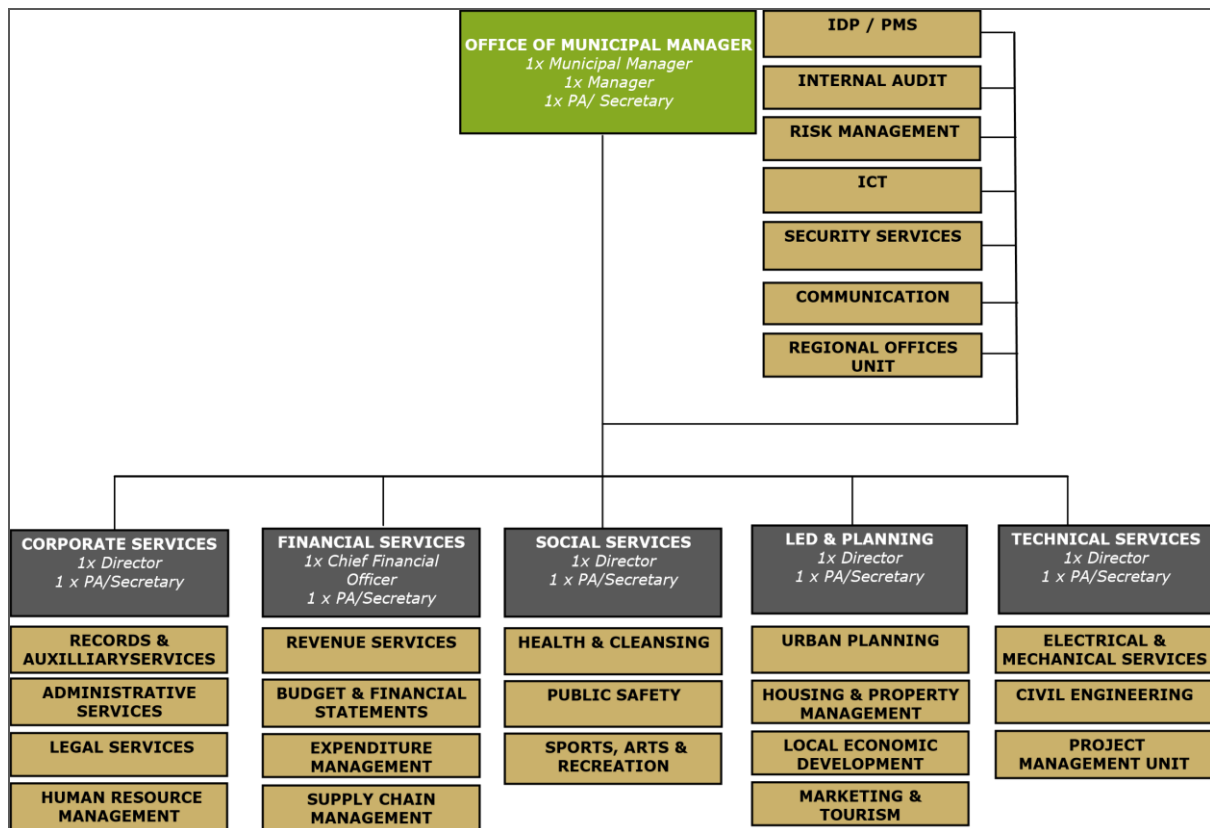 OFFICE OF MUNICIPAL MANAGER
1x Municipal Manager
1x Manager
1x PA/ Secretary
IDP / PMS
INTERNAL AUDIT
RISK MANAGEMENT
ICT
SECURITY SERVICES
COMMUNICATION
REGIONAL OFFICES
UNIT
CORPORATE SERVICES
1x Director
1 x PA/Secretary
RECORDS &
AUXILLIARYSERVICES
ADMINISTRATIVE
SERVICES
LEGAL SERVICES
HUMAN RESOURCE
MANAGEMENT
FINANCIAL SERVICES
1x Chief Financial
Officer
1 x PA/Secretary
REVENUE SERVICES
BUDGET & FINANCIAL
STATEMENTS
EXPENDITURE
MANAGEMENT
SUPPLY CHAIN
MANAGEMENT
SOCIAL SERVICES
1x Director
1 x PA/Secretary
HEALTH & CLEANSING
PUBLIC SAFETY
SPORTS, ARTS &
RECREATION
LED & PLANNING
1x Director
1 x PA/Secretary
URBAN PLANNING
HOUSING & PROPERTY
MANAGEMENT
LOCAL ECONOMIC
DEVELOPMENT
MARKETING &
TOURISM
TECHNICAL SERVICES
1x Director
1 x PA/Secretary
ELECTRICAL &
MECHANICAL SERVICES
CIVIL ENGINEERING
PROJECT
MANAGEMENT UNIT